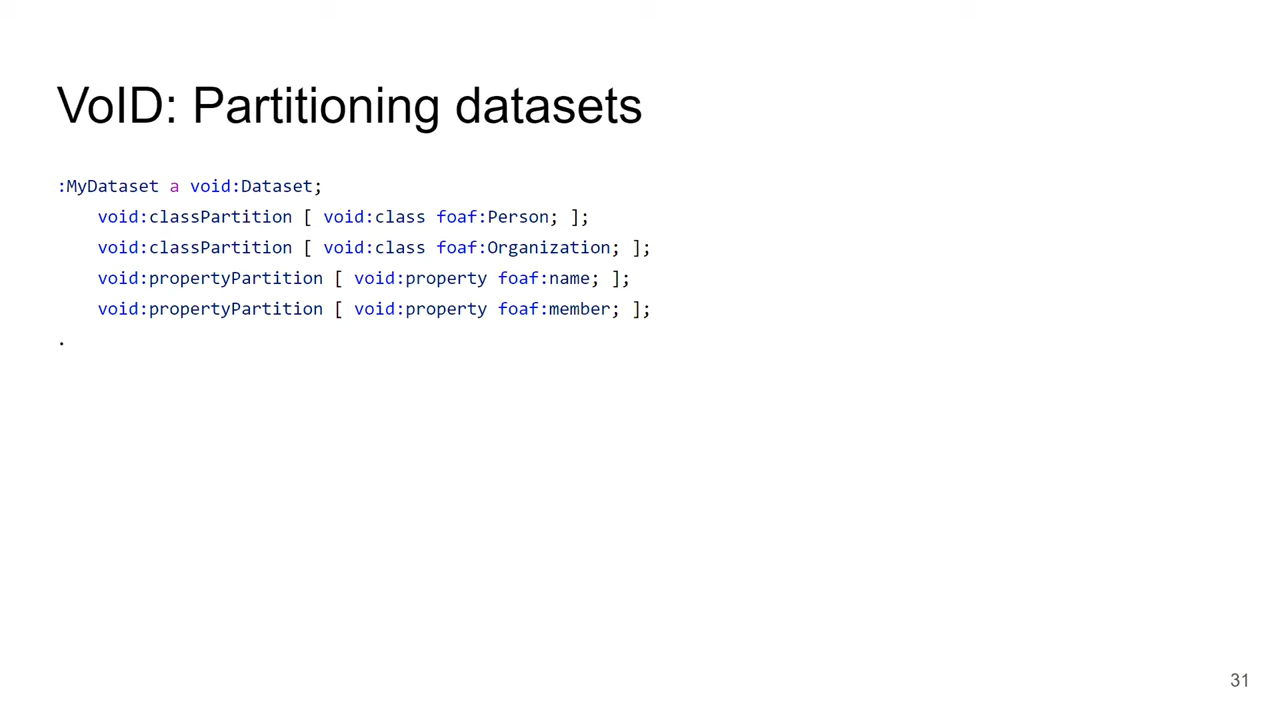 VoID: Partitioning datasets
:MyDataset a void:Dataset;
    void:classPartition [ void:class foaf:Person; ];
    void:classPartition [ void:class foaf:Organization; ];
    void:propertyPartition [ void:property foaf:name; ];
    void:propertyPartition [ void:property foaf:member; ];
.
31